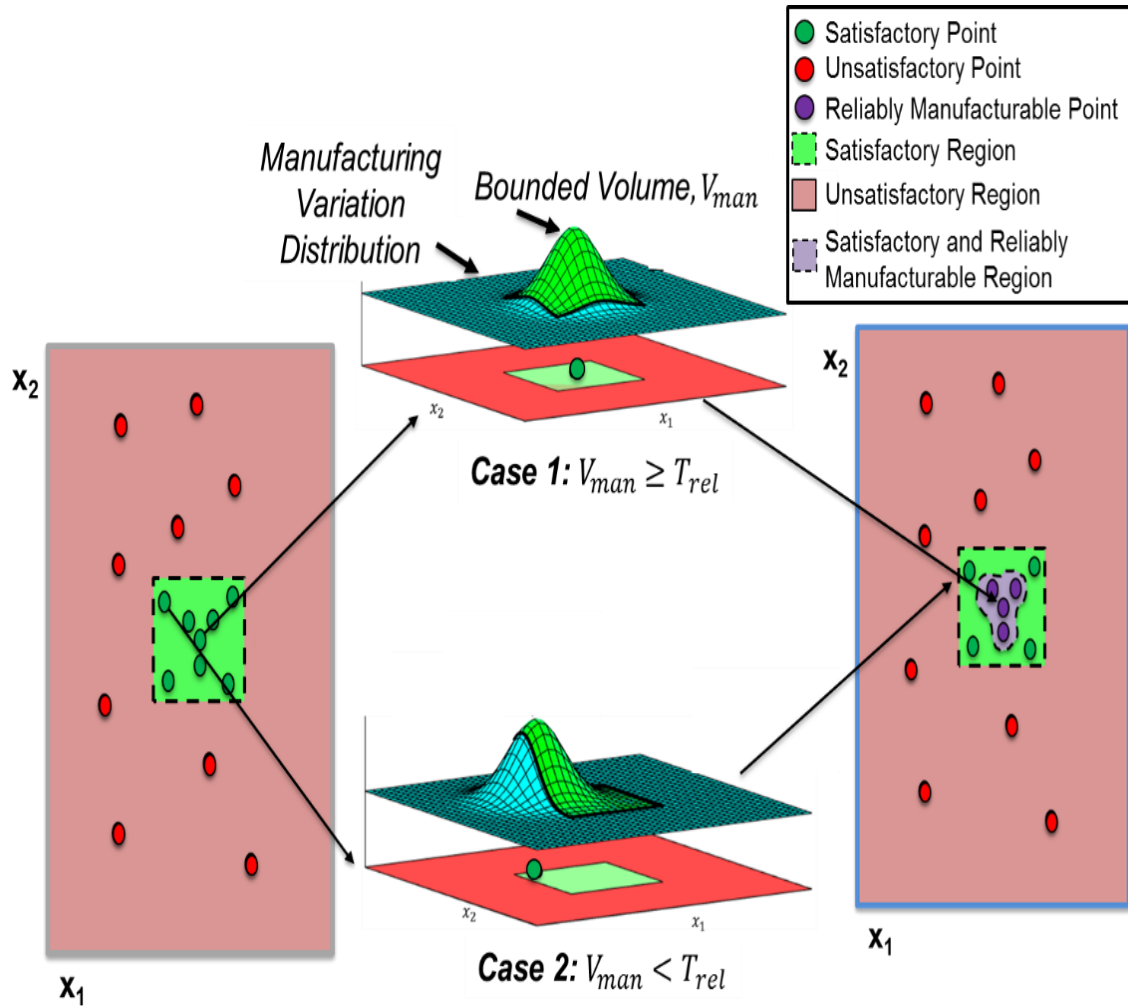 Satisfactory Point
Unsatisfactory Point
Reliably Manufacturable Point
Satisfactory Region
Unsatisfactory Region
Satisfactory and Reliably
Manufacturable Region
Manufacturing
Variation
Distribution
Bounded Volume, V_man
x₂
x₁
Case 1: V_man ≥ T_rel
X₂
X₁
X₂
X₁
x₂
x₁
Case 2: V_man < T_rel